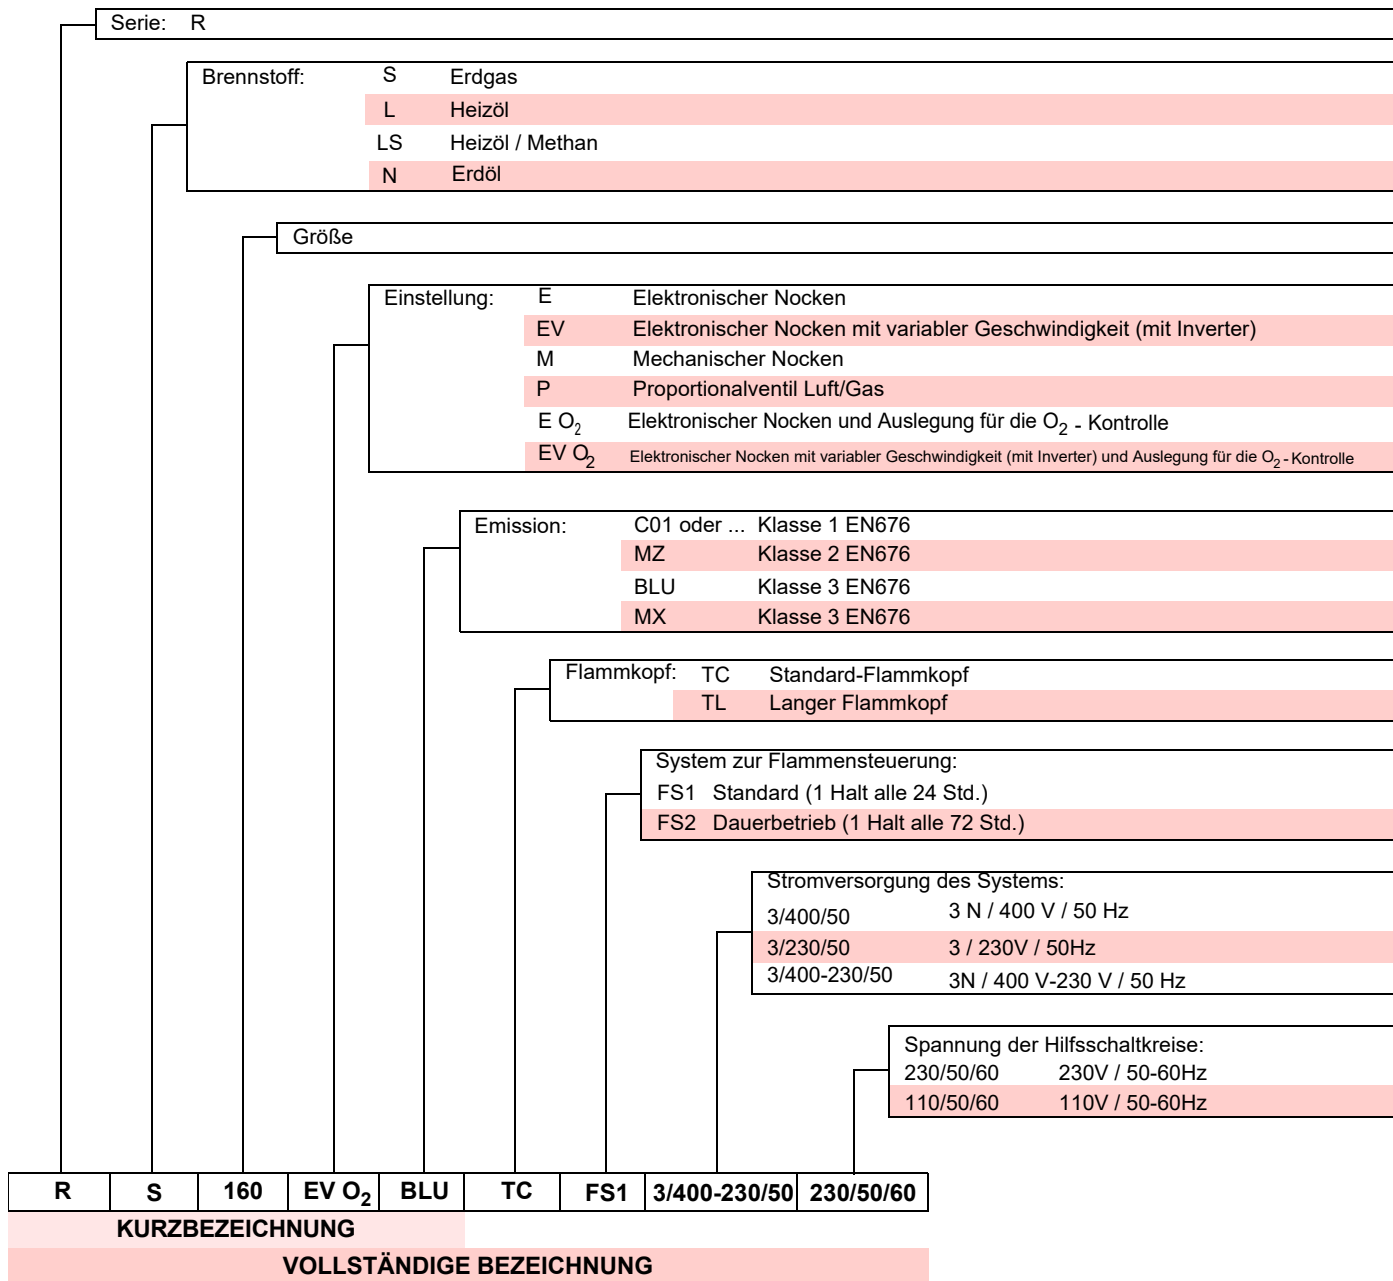 Serie: R
Brennstoff: S Erdgas
L Heizöl
LS Heizöl / Methan
N Erdöl
Größe
Einstellung: E Elektronischer Nocken
EV Elektronischer Nocken mit variabler Geschwindigkeit (mit Inverter)
M Mechanischer Nocken
P Proportionalventil Luft/Gas
E O₂ Elektronischer Nocken und Auslegung für die O₂ - Kontrolle
EV O₂ Elektronischer Nocken mit variabler Geschwindigkeit (mit Inverter) und Auslegung für die O₂ - Kontrolle
Emission: C01 oder ... Klasse 1 EN676
MZ Klasse 2 EN676
BLU Klasse 3 EN676
MX Klasse 3 EN676
Flammkopf: TC Standard-Flammkopf
TL Langer Flammkopf
System zur Flammensteuerung:
FS1 Standard (1 Halt alle 24 Std.)
FS2 Dauerbetrieb (1 Halt alle 72 Std.)
Stromversorgung des Systems:
3/400/50 3 N / 400 V / 50 Hz
3/230/50 3 / 230V / 50Hz
3/400-230/50 3N / 400 V-230 V / 50 Hz
Spannung der Hilfsschaltkreise:
230/50/60 230V / 50-60Hz
110/50/60 110V / 50-60Hz
R S 160 EV O₂ BLU TC FS1 3/400-230/50 230/50/60
KURZBEZEICHNUNG
VOLLSTÄNDIGE BEZEICHNUNG